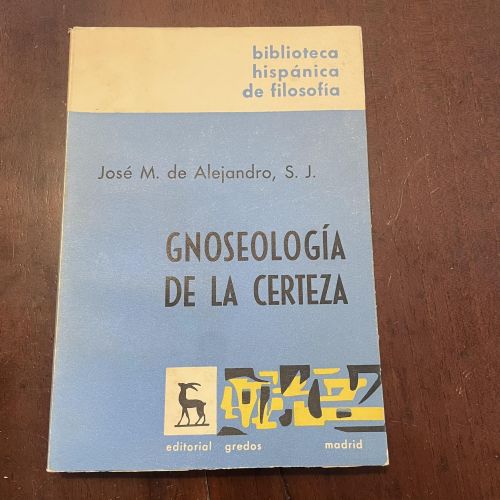 biblioteca
hispánica
de filosofía
José M. de Alejandro, S. J.
GNOSEOLOGÍA
DE LA CERTEZA
editorial gredos madrid